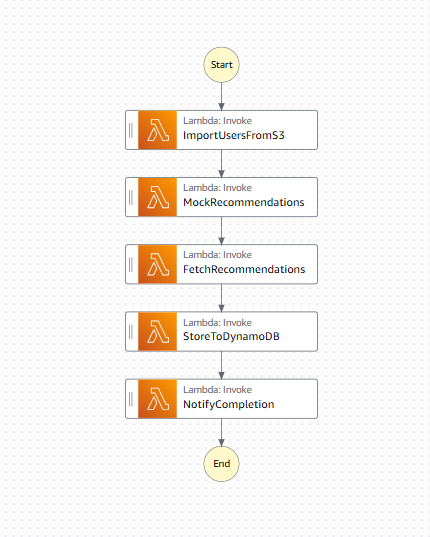 Start
Lambda: Invoke
ImportUsersFromS3
Lambda: Invoke
MockRecommendations
Lambda: Invoke
FetchRecommendations
Lambda: Invoke
StoreToDynamoDB
Lambda: Invoke
NotifyCompletion
End